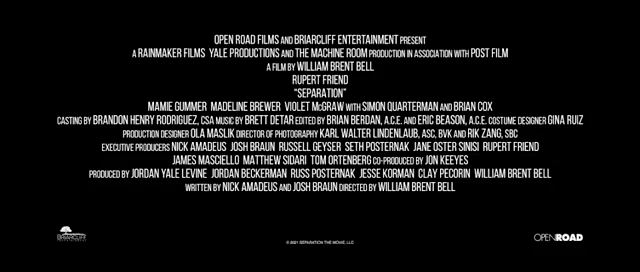 OPEN ROAD FILMS AND BRIARCLIFF ENTERTAINMENT PRESENT
A RAINMAKER FILMS YALE PRODUCTIONS AND THE MACHINE ROOM PRODUCTION IN ASSOCIATION WITH POST FILM
A FILM BY WILLIAM BRENT BELL
RUPERT FRIEND
"SEPARATION"
MAMIE GUMMER MADELINE BREWER VIOLET McGRAW WITH SIMON QUARTERMAN AND BRIAN COX
CASTING BY BRANDON HENRY RODRIGUEZ, CSA MUSIC BY BRETT DETAR EDITED BY BRIAN BERDAN, A.C.E. AND ERIC BEASON, A.C.E. COSTUME DESIGNER GINA RUIZ
PRODUCTION DESIGNER OLA MASLIK DIRECTOR OF PHOTOGRAPHY KARL WALTER LINDENLAUB, ASC, BVK AND RIK ZANG, SBC
EXECUTIVE PRODUCERS NICK AMADEUS JOSH BRAUN RUSSELL GEYSER SETH POSTERNAK JANE OSTER SINISI RUPERT FRIEND
JAMES MASCIELLO MATTHEW SIDARI TOM ORTENBERG CO-PRODUCED BY JON KEEYES
PRODUCED BY JORDAN YALE LEVINE JORDAN BECKERMAN RUSS POSTERNAK JESSE KORMAN CLAY PECORIN WILLIAM BRENT BELL
WRITTEN BY NICK AMADEUS AND JOSH BRAUN DIRECTED BY WILLIAM BRENT BELL
BRIARCLIFF
© 2021 SEPARATION THE MOVIE, LLC
OPEN ROAD